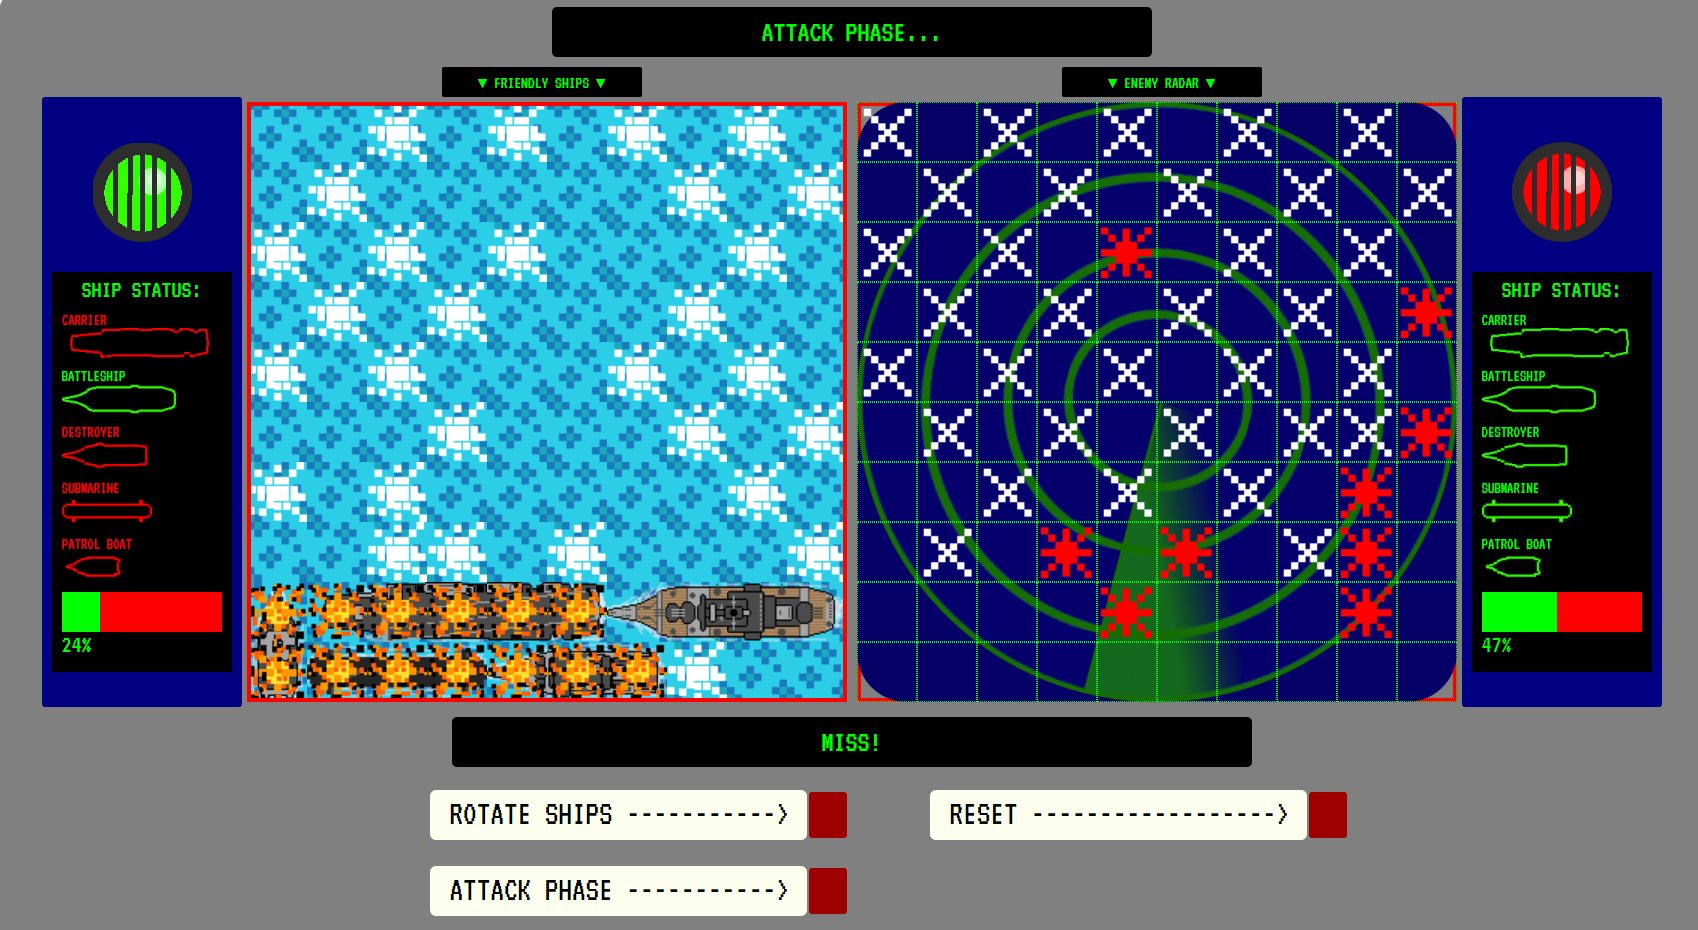 ATTACK PHASE...
▼ FRIENDLY SHIPS ▼
▼ ENEMY RADAR ▼
SHIP STATUS:
CARRIER
BATTLESHIP
DESTROYER
SUBMARINE
PATROL BOAT
24%
SHIP STATUS:
CARRIER
BATTLESHIP
DESTROYER
SUBMARINE
PATROL BOAT
47%
MISS!
ROTATE SHIPS ----------->
RESET ------------------>
ATTACK PHASE ----------->